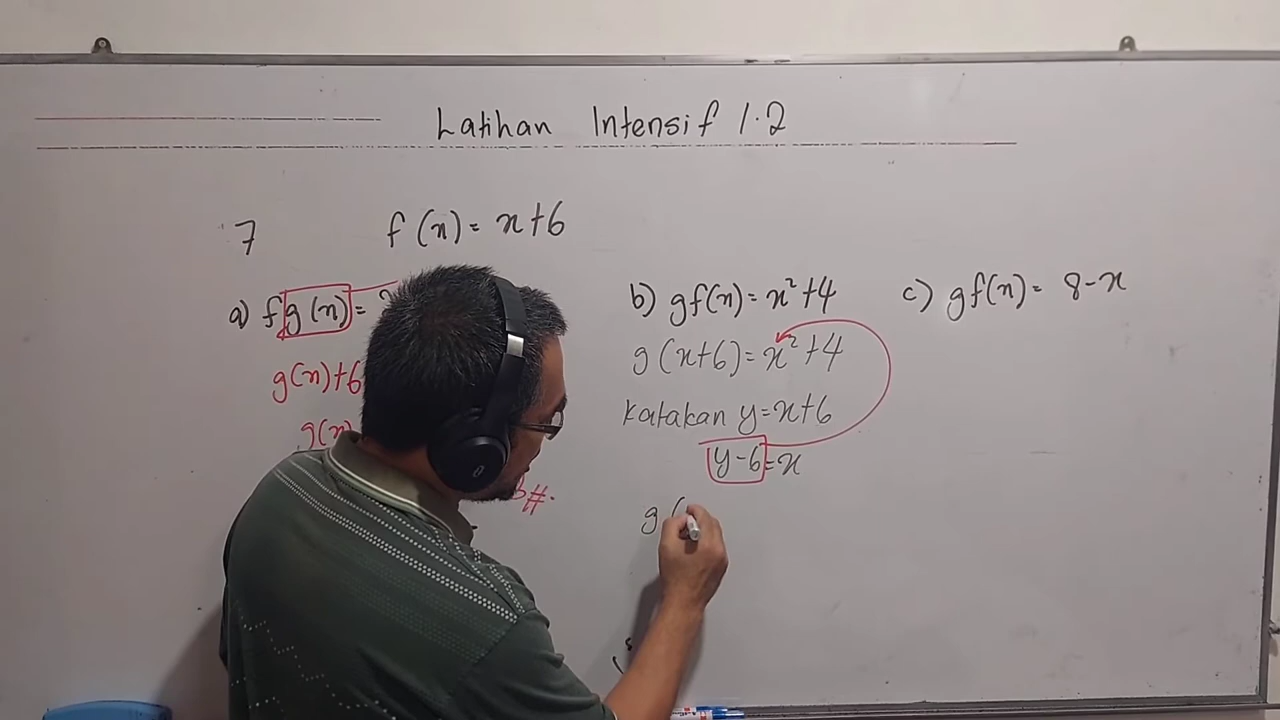 Latihan Intensif 1.2
7 f(x) = x+6
a) fg(x) =
g(x)+6
g(x)
#.
b) gf(x) = x²+4
g(x+6) = x²+4
katakan y = x+6
y-6 = x
g(
c) gf(x) = 8-x